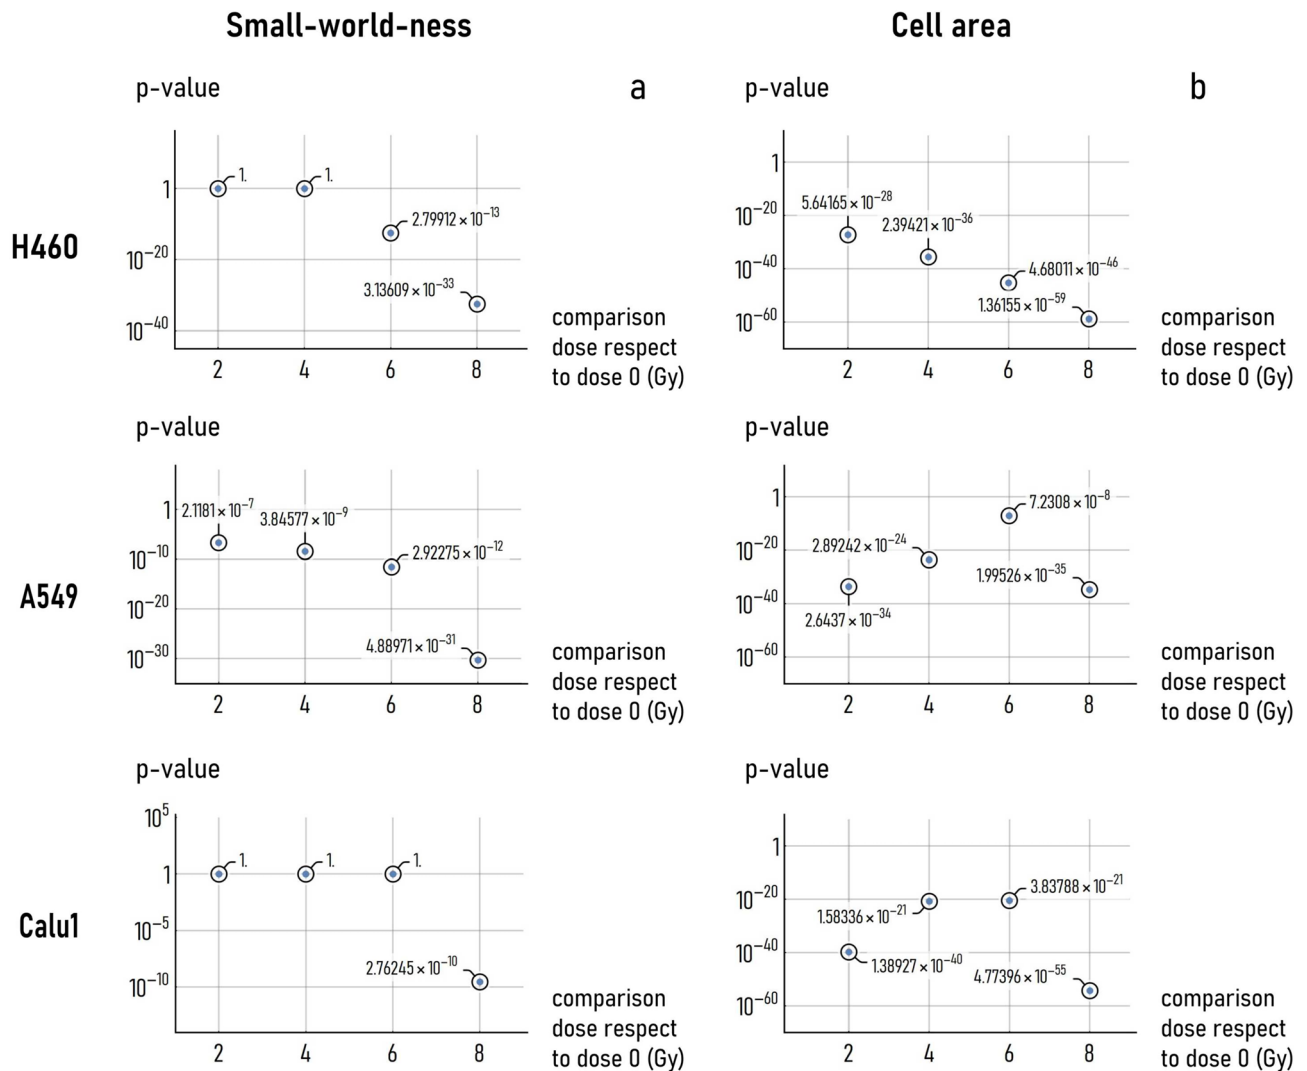 Small-world-ness
Cell area
p-value
a
1
10⁻²⁰
10⁻⁴⁰
1.
1.
2.79912 × 10⁻¹³
3.13609 × 10⁻³³
2 4 6 8
comparison
dose respect
to dose 0 (Gy)
p-value
b
1
10⁻²⁰
10⁻⁴⁰
10⁻⁶⁰
5.64165 × 10⁻²⁸
2.39421 × 10⁻³⁶
4.68011 × 10⁻⁴⁶
1.36155 × 10⁻⁵⁹
2 4 6 8
comparison
dose respect
to dose 0 (Gy)
H460
p-value
1
10⁻¹⁰
10⁻²⁰
10⁻³⁰
2.1181 × 10⁻⁷
3.84577 × 10⁻⁹
2.92275 × 10⁻¹²
4.88971 × 10⁻³¹
2 4 6 8
comparison
dose respect
to dose 0 (Gy)
p-value
1
10⁻²⁰
10⁻⁴⁰
10⁻⁶⁰
2.6437 × 10⁻³⁴
2.89242 × 10⁻²⁴
7.2308 × 10⁻⁸
1.99526 × 10⁻³⁵
2 4 6 8
comparison
dose respect
to dose 0 (Gy)
A549
p-value
10⁵
1
10⁻⁵
10⁻¹⁰
1.
1.
1.
2.76245 × 10⁻¹⁰
2 4 6 8
comparison
dose respect
to dose 0 (Gy)
p-value
1
10⁻²⁰
10⁻⁴⁰
10⁻⁶⁰
1.38927 × 10⁻⁴⁰
1.58336 × 10⁻²¹
3.83788 × 10⁻²¹
4.77396 × 10⁻⁵⁵
2 4 6 8
comparison
dose respect
to dose 0 (Gy)
Calu1